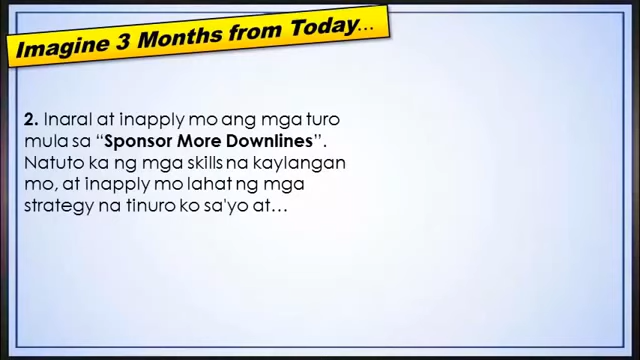 Imagine 3 Months from Today...
2. Inaral at inapply mo ang mga turo
mula sa “Sponsor More Downlines”.
Natuto ka ng mga skills na kaylangan
mo, at inapply mo lahat ng mga
strategy na tinuro ko sa'yo at...